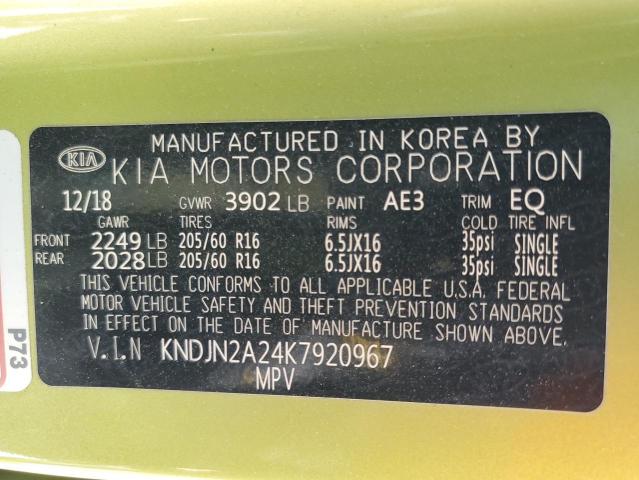 MANUFACTURED IN KOREA BY
KIA KIA MOTORS CORPORATION
12/18 GVWR 3902 LB PAINT AE3 TRIM EQ
GAWR TIRES RIMS COLD TIRE INFL
FRONT 2249 LB 205/60 R16 6.5JX16 35psi SINGLE
REAR 2028 LB 205/60 R16 6.5JX16 35psi SINGLE
THIS VEHICLE CONFORMS TO ALL APPLICABLE U.S.A. FEDERAL
MOTOR VEHICLE SAFETY AND THEFT PREVENTION STANDARDS
IN EFFECT ON THE DATE OF MANUFACTURE SHOWN ABOVE.
V.I.N KNDJN2A24K7920967
MPV
P73